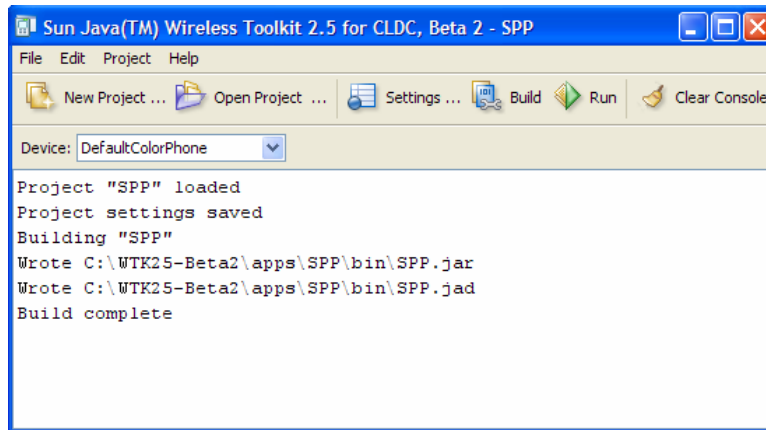 Sun Java(TM) Wireless Toolkit 2.5 for CLDC, Beta 2 - SPP
File Edit Project Help
New Project ... Open Project ... Settings ... Build Run Clear Console
Device: DefaultColorPhone
Project "SPP" loaded
Project settings saved
Building "SPP"
Wrote C:\WTK25-Beta2\apps\SPP\bin\SPP.jar
Wrote C:\WTK25-Beta2\apps\SPP\bin\SPP.jad
Build complete